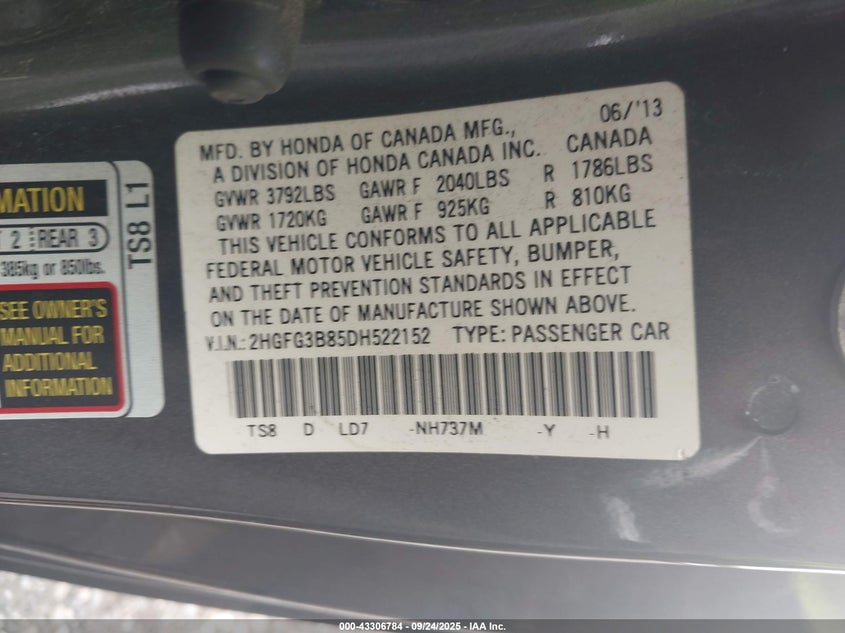 MATION
2 REAR 3
385kg or 850lbs.
SEE OWNER'S
MANUAL FOR
ADDITIONAL
INFORMATION
TS8 L1
MFD. BY HONDA OF CANADA MFG., 06/'13
A DIVISION OF HONDA CANADA INC. CANADA
GVWR 3792LBS GAWR F 2040LBS R 1786LBS
GVWR 1720KG GAWR F 925KG R 810KG
THIS VEHICLE CONFORMS TO ALL APPLICABLE
FEDERAL MOTOR VEHICLE SAFETY, BUMPER,
AND THEFT PREVENTION STANDARDS IN EFFECT
ON THE DATE OF MANUFACTURE SHOWN ABOVE.
V.I.N.: 2HGFG3B85DH522152 TYPE: PASSENGER CAR
TS8 D LD7 -NH737M -Y -H
000-43306784 - 09/24/2025 - IAA Inc.